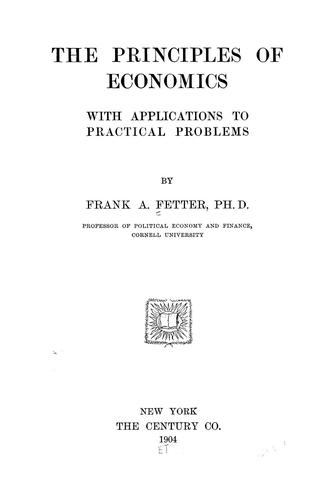 THE PRINCIPLES OF
ECONOMICS
WITH APPLICATIONS TO
PRACTICAL PROBLEMS
BY
FRANK A. FETTER, PH.D.
PROFESSOR OF POLITICAL ECONOMY AND FINANCE,
CORNELL UNIVERSITY
NEW YORK
THE CENTURY CO.
1904
ET